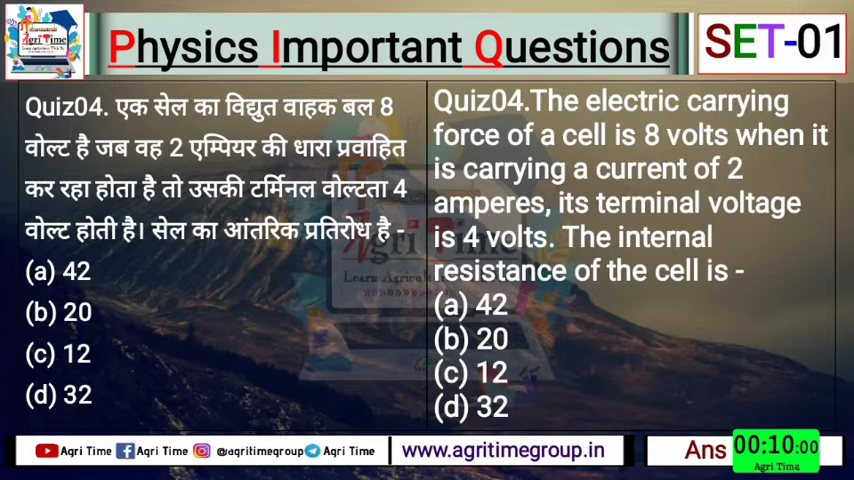 Physics Important Questions
SET-01
Quiz04. एक सेल का विद्युत वाहक बल 8
वोल्ट है जब वह 2 एम्पियर की धारा प्रवाहित
कर रहा होता है तो उसकी टर्मिनल वोल्टता 4
वोल्ट होती है। सेल का आंतरिक प्रतिरोध है -
(a) 42
(b) 20
(c) 12
(d) 32
Quiz04.The electric carrying
force of a cell is 8 volts when it
is carrying a current of 2
amperes, its terminal voltage
is 4 volts. The internal
resistance of the cell is -
(a) 42
(b) 20
(c) 12
(d) 32
Agri Time
Agri Time
@agritimegroup
Agri Time
www.agritimegroup.in
Ans
00:10:00
Agri Time